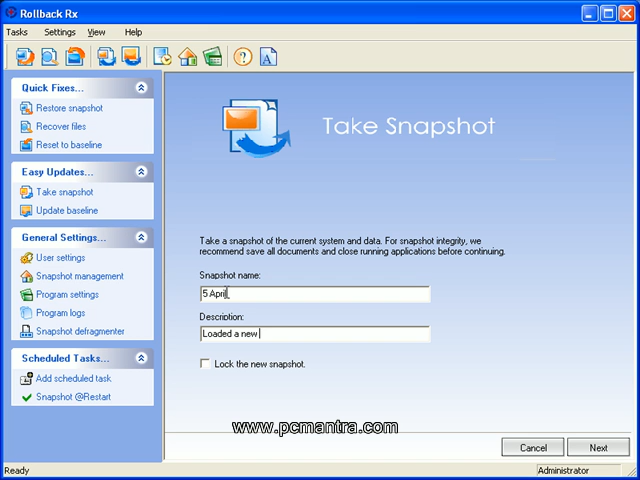 Rollback Rx
Tasks Settings View Help
Quick Fixes...
Restore snapshot
Recover files
Reset to baseline
Easy Updates...
Take snapshot
Update baseline
General Settings...
User settings
Snapshot management
Program settings
Program logs
Snapshot defragmenter
Scheduled Tasks...
Add scheduled task
Snapshot @Restart
Take Snapshot
Take a snapshot of the current system and data. For snapshot integrity, we
recommend save all documents and close running applications before continuing.
Snapshot name:
5 April
Description:
Loaded a new
Lock the new snapshot.
www.pcmantra.com
Cancel Next
Ready Administrator